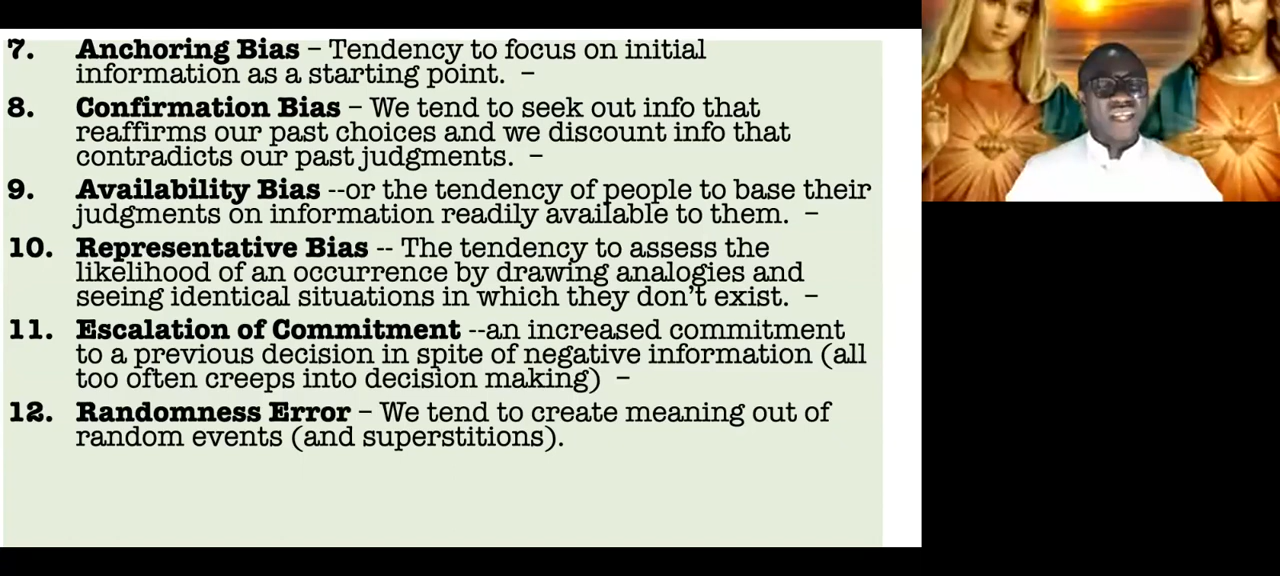 7. Anchoring Bias – Tendency to focus on initial
information as a starting point. –
8. Confirmation Bias – We tend to seek out info that
reaffirms our past choices and we discount info that
contradicts our past judgments. –
9. Availability Bias --or the tendency of people to base their
judgments on information readily available to them. –
10. Representative Bias -- The tendency to assess the
likelihood of an occurrence by drawing analogies and
seeing identical situations in which they don't exist. –
11. Escalation of Commitment --an increased commitment
to a previous decision in spite of negative information (all
too often creeps into decision making) –
12. Randomness Error – We tend to create meaning out of
random events (and superstitions).